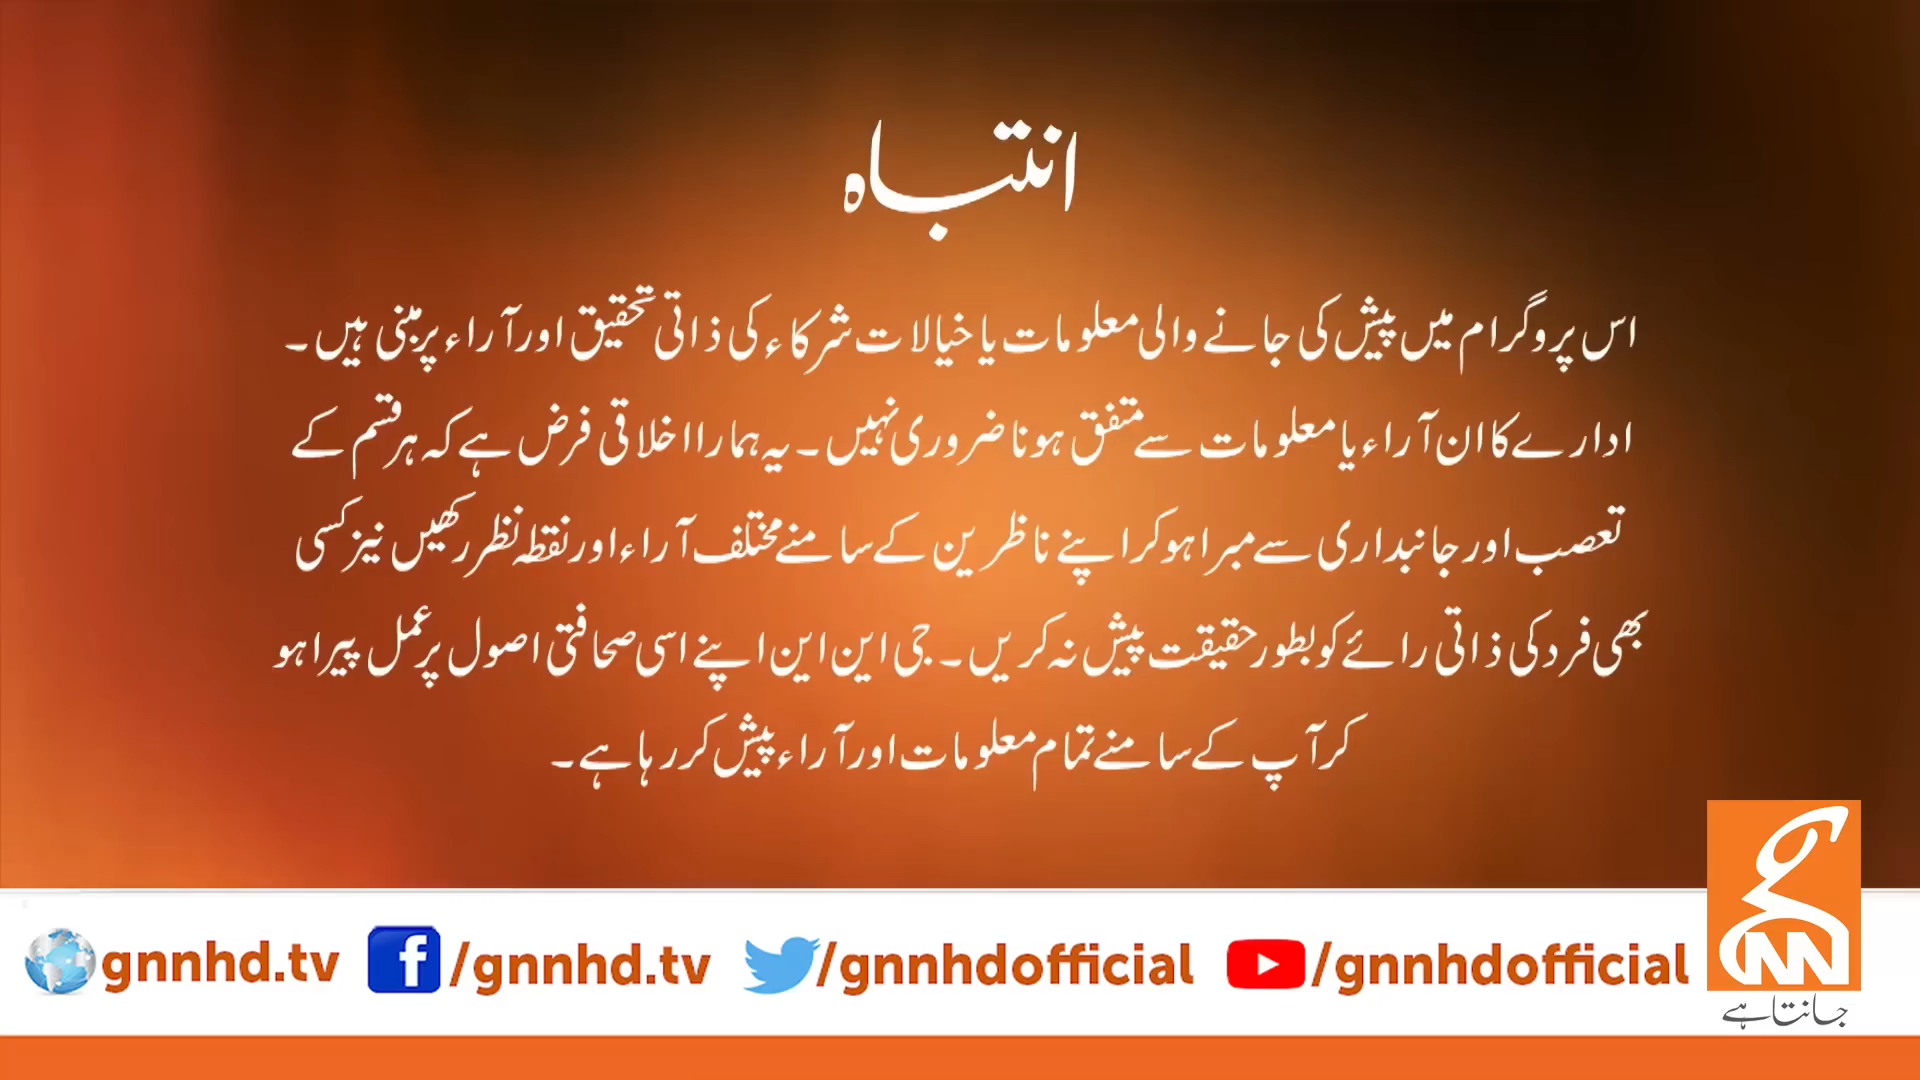 انتباہ
اس پروگرام میں پیش کی جانے والی معلومات یا خیالات شرکاء کی ذاتی تحقیق اور آراء پر مبنی ہیں۔
ادارے کا ان آراء یا معلومات سے متفق ہونا ضروری نہیں۔ یہ ہمارا اخلاقی فرض ہے کہ ہر قسم کے
تعصب اور جانبداری سے مبرا ہو کر اپنے ناظرین کے سامنے مختلف آراء اور نقطہ نظر رکھیں نیز کسی
بھی فرد کی ذاتی رائے کو بطور حقیقت پیش نہ کریں۔ جی این این اپنے اسی صحافتی اصول پر عمل پیرا ہو
کر آپ کے سامنے تمام معلومات اور آراء پیش کر رہا ہے۔
gnnhd.tv /gnnhd.tv /gnnhdofficial /gnnhdofficial
GNN
جانتا ہے